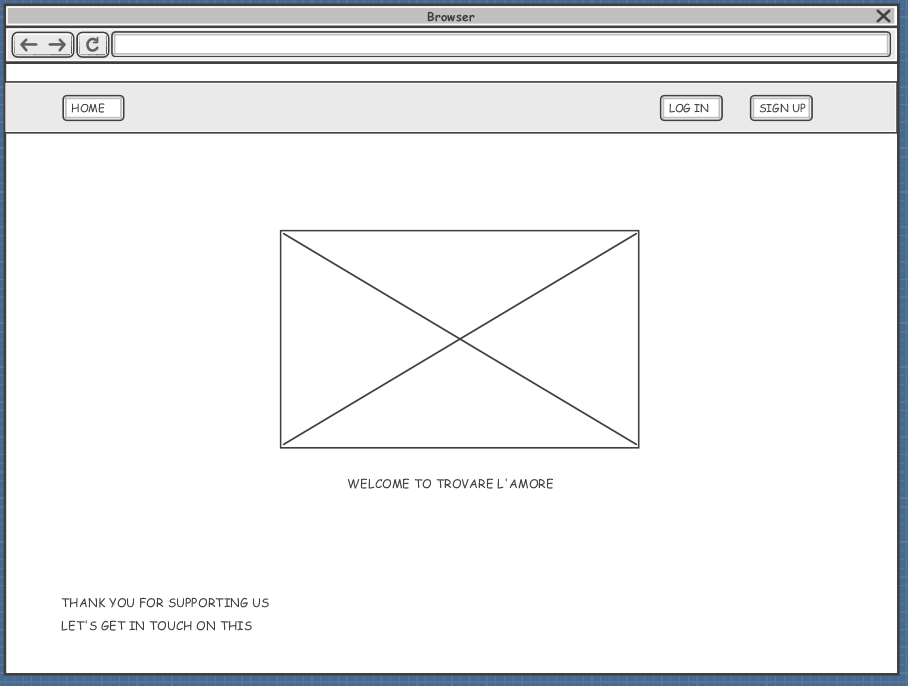 Browser
HOME
LOG IN
SIGN UP
WELCOME TO TROVARE L'AMORE
THANK YOU FOR SUPPORTING US
LET'S GET IN TOUCH ON THIS